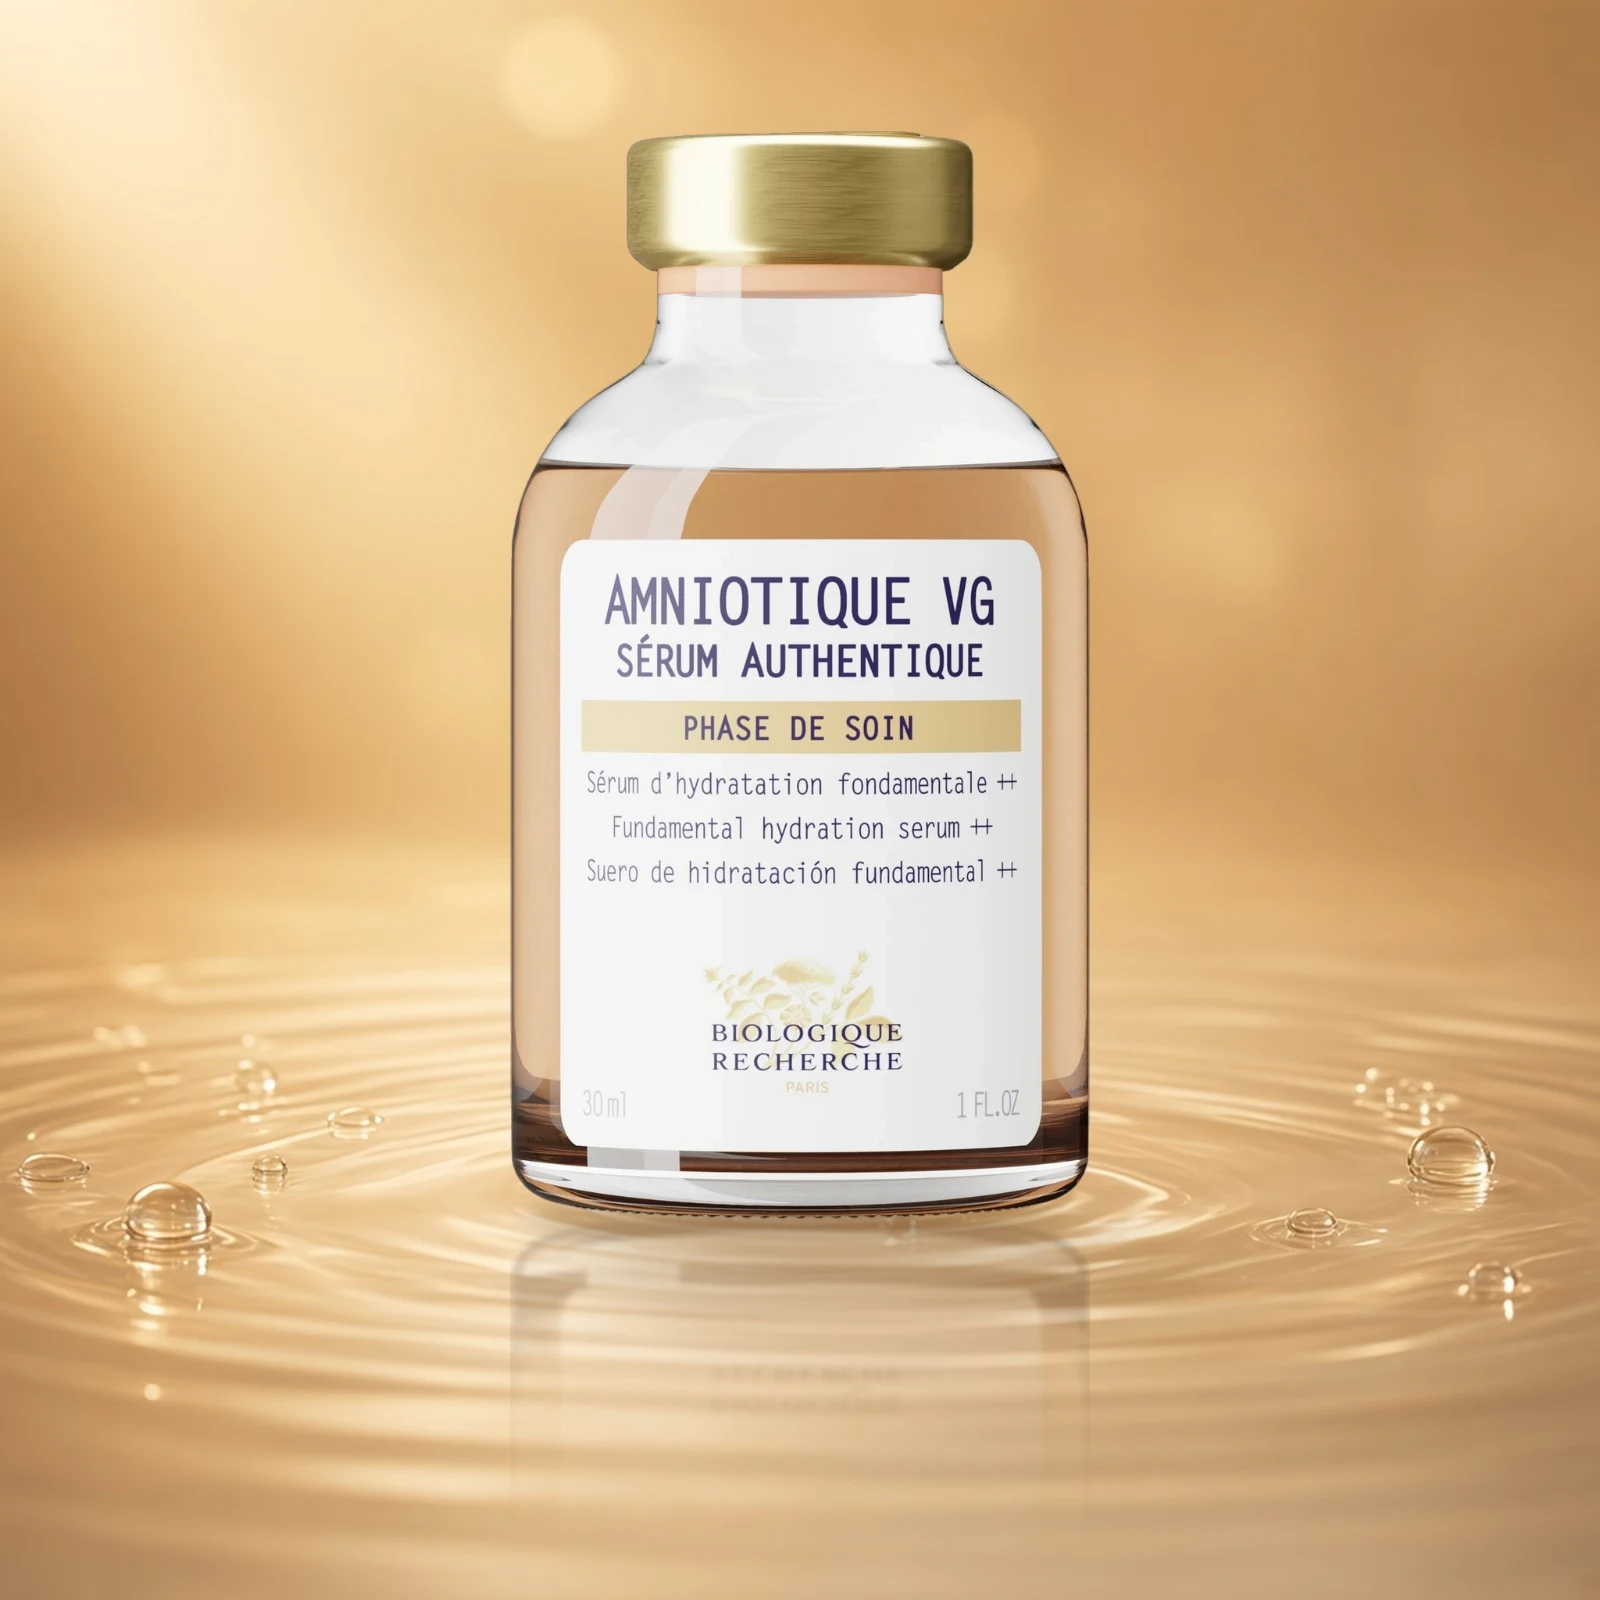 AMNIOTIQUE VG
SÉRUM AUTHENTIQUE
PHASE DE SOIN
Sérum d'hydratation fondamentale ++
Fundamental hydration serum ++
Suero de hidratación fundamental ++
BIOLOGIQUE
RECHERCHE
PARIS
30 ml 1 FL.OZ